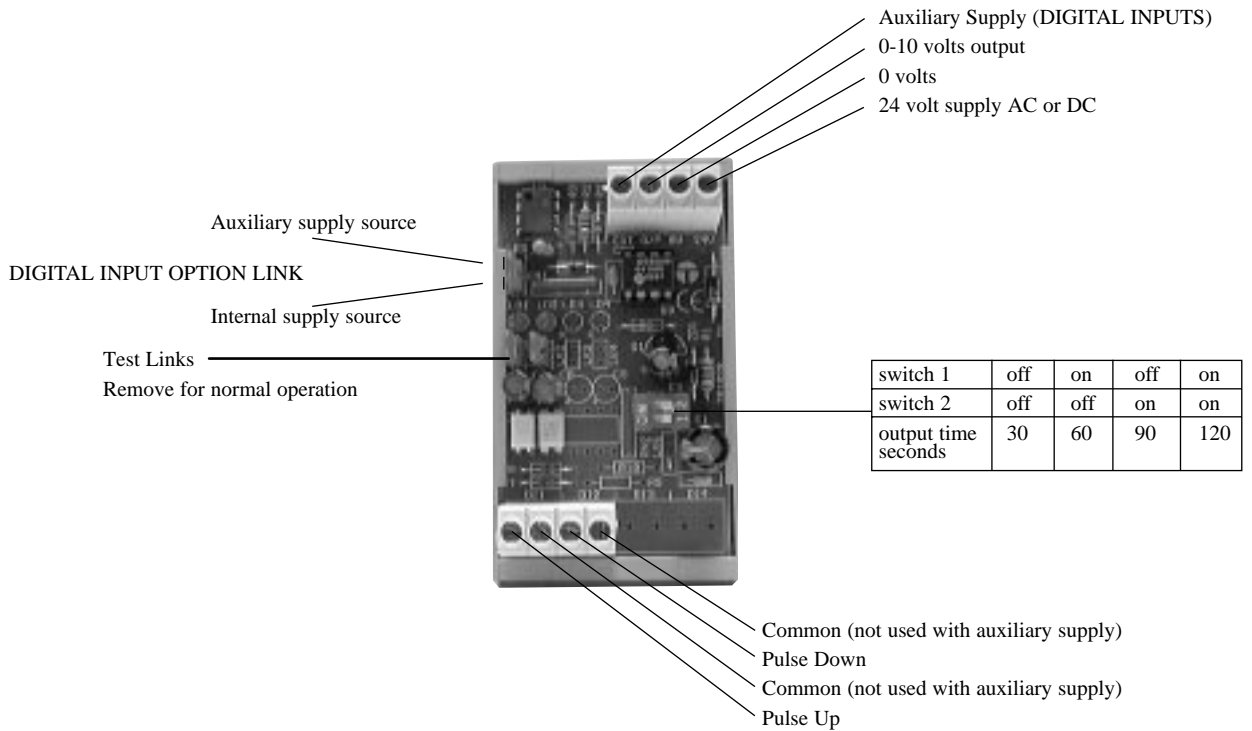 Auxiliary Supply (DIGITAL INPUTS)
0-10 volts output
0 volts
24 volt supply AC or DC
Auxiliary supply source
DIGITAL INPUT OPTION LINK
Internal supply source
Test Links
Remove for normal operation
switch 1 off on off on
switch 2 off off on on
output time seconds 30 60 90 120
Common (not used with auxiliary supply)
Pulse Down
Common (not used with auxiliary supply)
Pulse Up